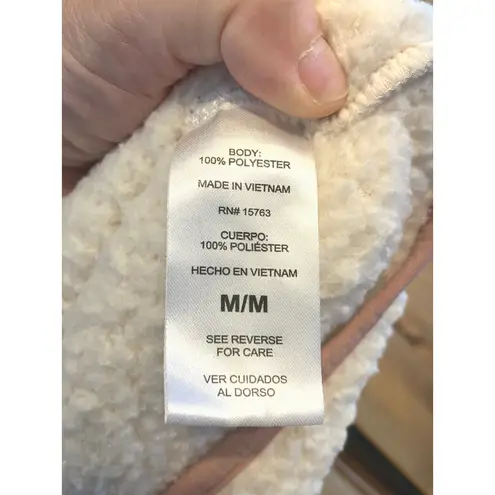 BODY:
100% POLYESTER
MADE IN VIETNAM
RN# 15763
CUERPO:
100% POLIÉSTER
HECHO EN VIETNAM
M/M
SEE REVERSE
FOR CARE
VER CUIDADOS
AL DORSO